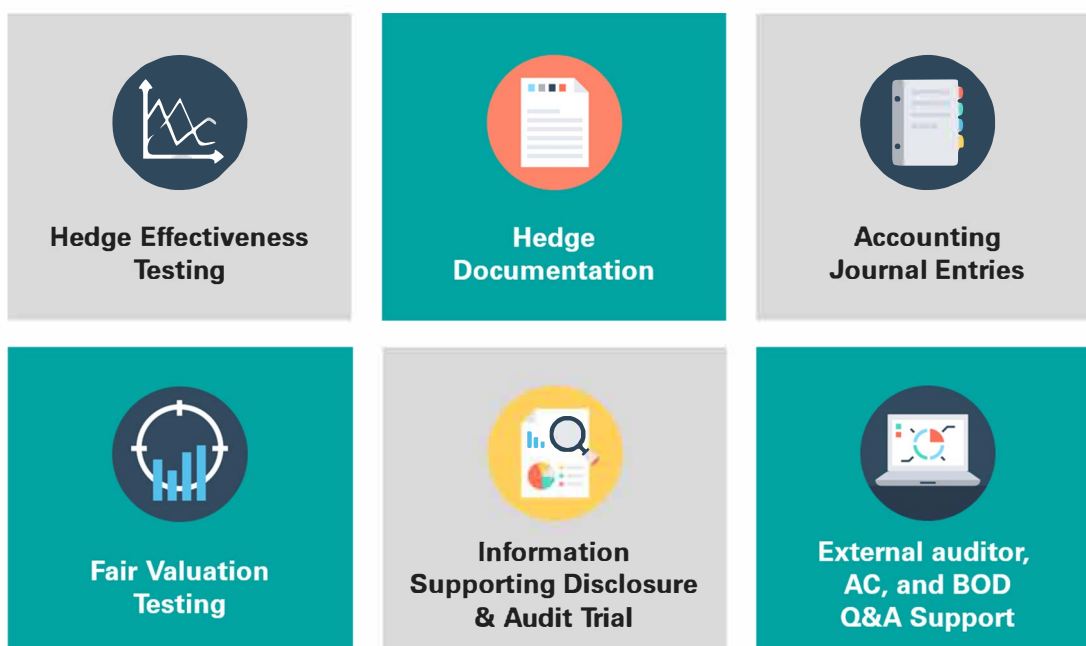 Hedge Effectiveness
Testing
Hedge
Documentation
Accounting
Journal Entries
Fair Valuation
Testing
Information
Supporting Disclosure
& Audit Trial
External auditor,
AC, and BOD
Q&A Support